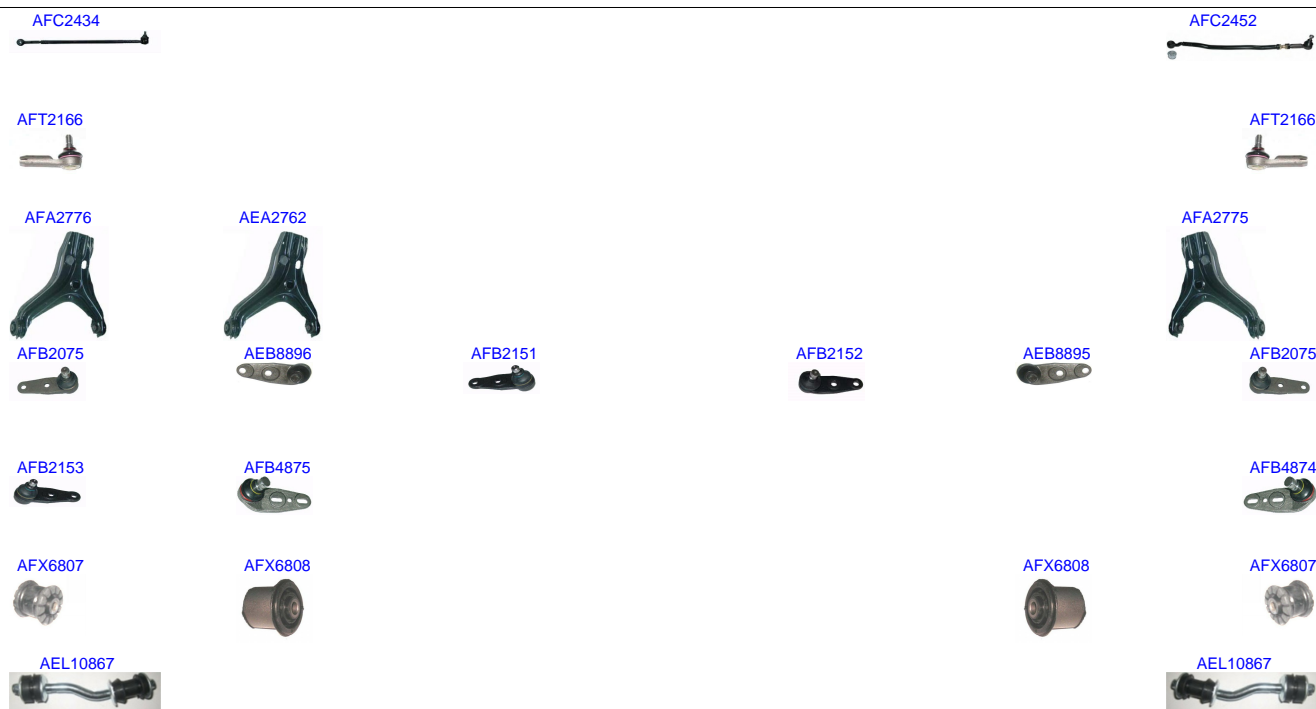 AFC2434 AFC2452
AFT2166 AFT2166
AFA2776 AEA2762 AFA2775
AFB2075 AEB8896 AFB2151 AFB2152 AEB8895 AFB2075
AFB2153 AFB4875 AFB4874
AFX6807 AFX6808 AFX6808 AFX6807
AEL10867 AEL10867